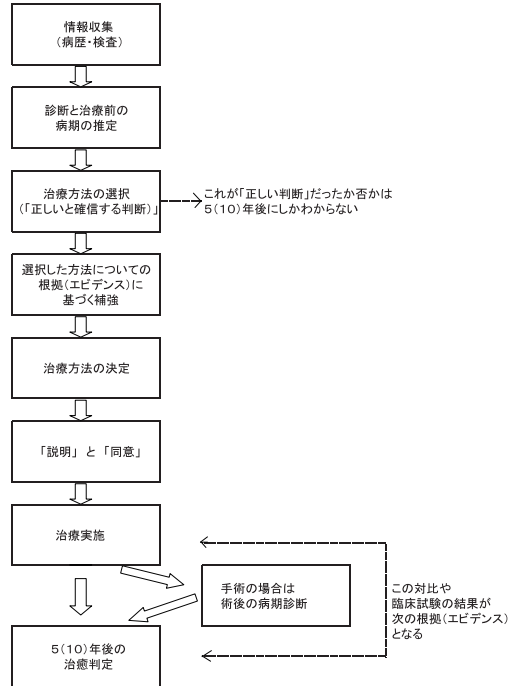 情報収集
（病歴・検査）
診断と治療前の
病期の推定
治療方法の選択
（「正しいと確信する判断）」
これが「正しい判断」だったか否かは
５（１０）年後にしかわからない
選択した方法についての
根拠（エビデンス）に
基づく補強
治療方法の決定
「説明」 と 「同意」
治療実施
手術の場合は
術後の病期診断
この対比や
臨床試験の結果が
次の根拠（エビデンス）
となる
５（１０）年後の
治癒判定